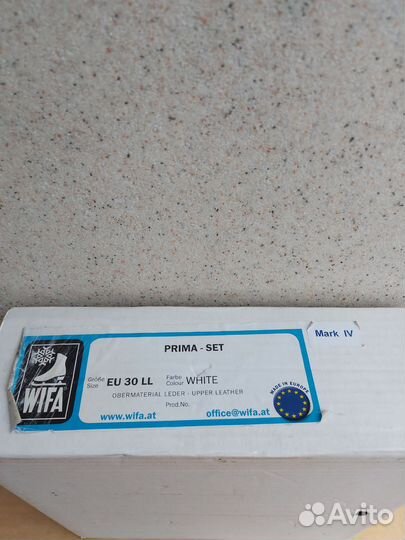 PRIMA - SET
Mark IV
Größe
Size
EU 30 LL
Farbe
Colour
WHITE
OBERMATERIAL LEDER - UPPER LEATHER
Prod.No.
www.wifa.at
office@wifa.at
WIFA
MADE IN EUROPE
Avito